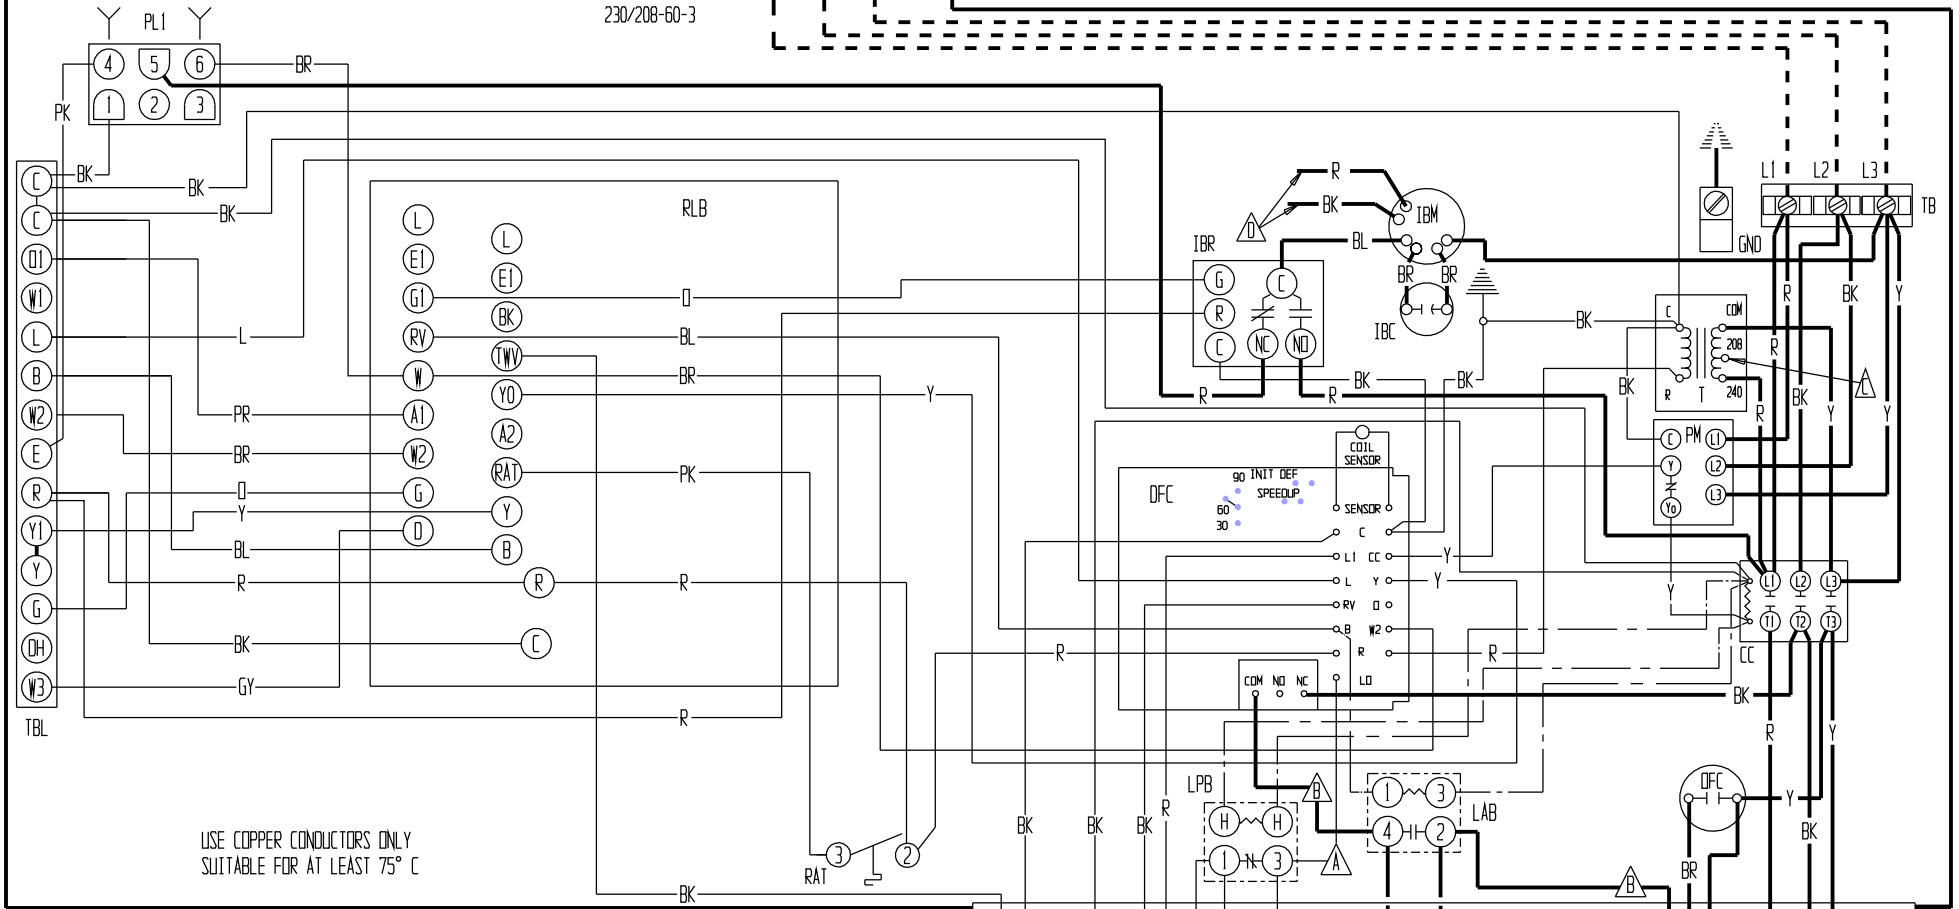 230/208-60-3
PL1
4 5 6
BR
1 2 3
PK
BK
BK
BK
C
C
O1
W1
L
B
W2
E
R
Y1
Y
G
DH
W3
TBL
L
PR
BR
O
Y
BL
R
BK
GY
RLB
L
E1
G1
RV
W
A1
W2
G
D
L
E1
BK
TWV
YO
A2
RAT
Y
B
R
C
O
BL
BR
Y
PK
R
R
BK
R
BK
D
IBM
BL
IBR
G
R
C
C
NC NO
BR BR
IBC
R
BK
R
BK
BK
GND
L1 L2 L3
TB
C COM
208
240
R T
C
BK
R
R
R
BK
BK
Y
Y
Y
C PM L1
Y L2
Yo L3
Y
COIL
SENSOR
DFC
90 INIT DEF
SPEEDUP
60
30
SENSOR
C
L1 CC
L Y
RV O
B W2
R
LO
COM NO NC
Y
Y
R
R
BK
L1 L2 L3
T1 T2 T3
CC
R
Y
BK
OFC
Y
BR
LPB
H H
1 3
A
B
1 3
4 2
LAB
B
BK
BK
BK
R
RAT
3 2
USE COPPER CONDUCTORS ONLY
SUITABLE FOR AT LEAST 75° C